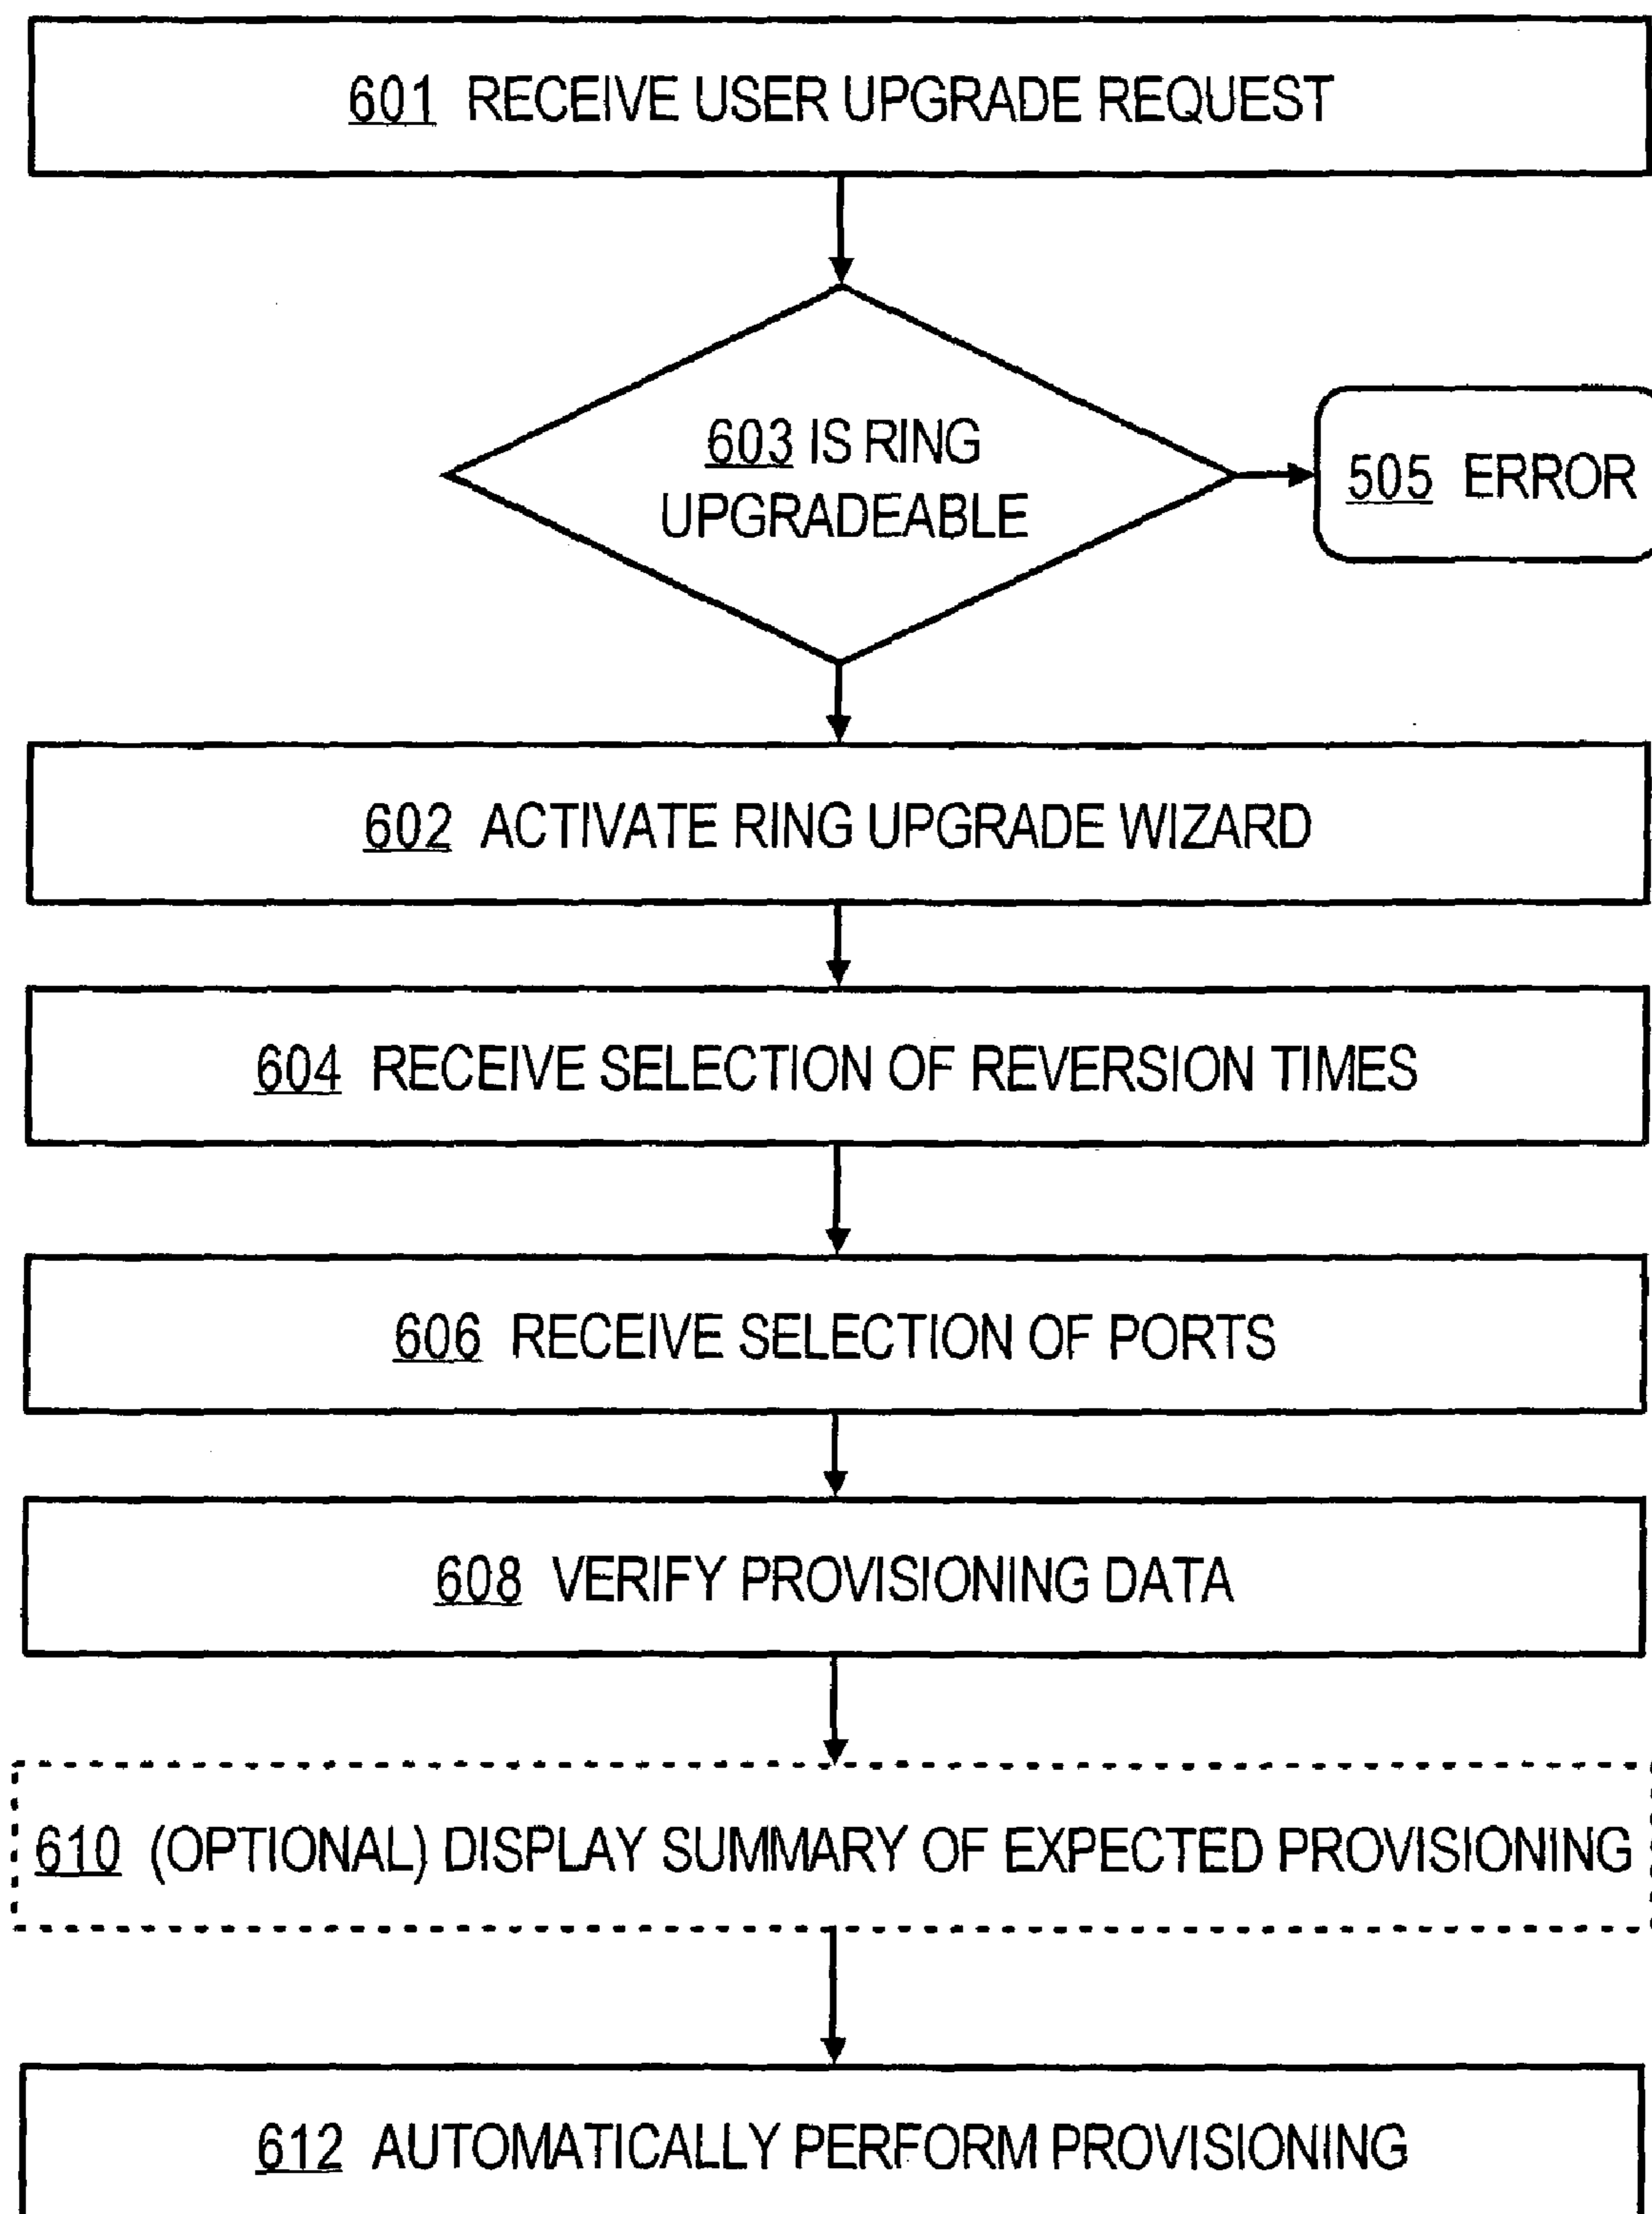 601 RECEIVE USER UPGRADE REQUEST
603 IS RING
UPGRADEABLE
505 ERROR
602 ACTIVATE RING UPGRADE WIZARD
604 RECEIVE SELECTION OF REVERSION TIMES
606 RECEIVE SELECTION OF PORTS
608 VERIFY PROVISIONING DATA
610 (OPTIONAL) DISPLAY SUMMARY OF EXPECTED PROVISIONING
612 AUTOMATICALLY PERFORM PROVISIONING